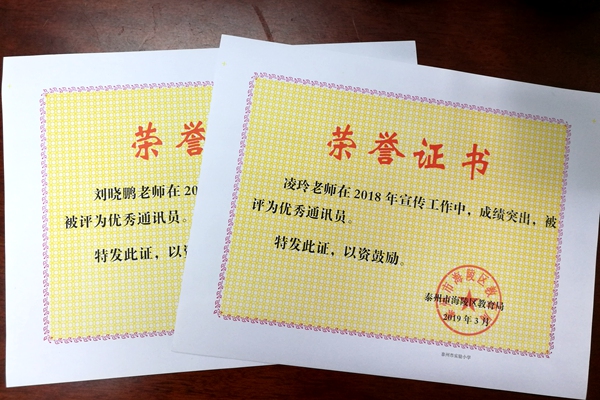 荣誉
刘晓鹏老师在20
被评为优秀通讯员。
特发此证，以资
荣誉证书
凌玲老师在2018年宣传工作中，成绩突出，被
评为优秀通讯员。
特发此证，以资鼓励。
泰州市海陵区教育局
2019年3月